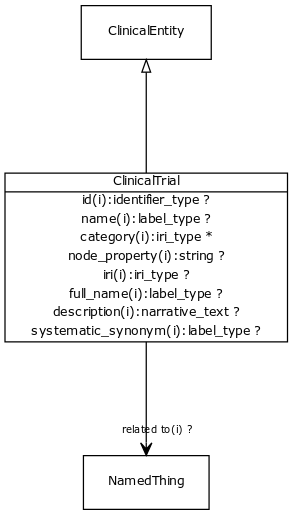 ClinicalEntity
ClinicalTrial
id(i):identifier_type ?
name(i):label_type ?
category(i):iri_type *
node_property(i):string ?
iri(i):iri_type ?
full_name(i):label_type ?
description(i):narrative_text ?
systematic_synonym(i):label_type ?
related to(i) ?
NamedThing